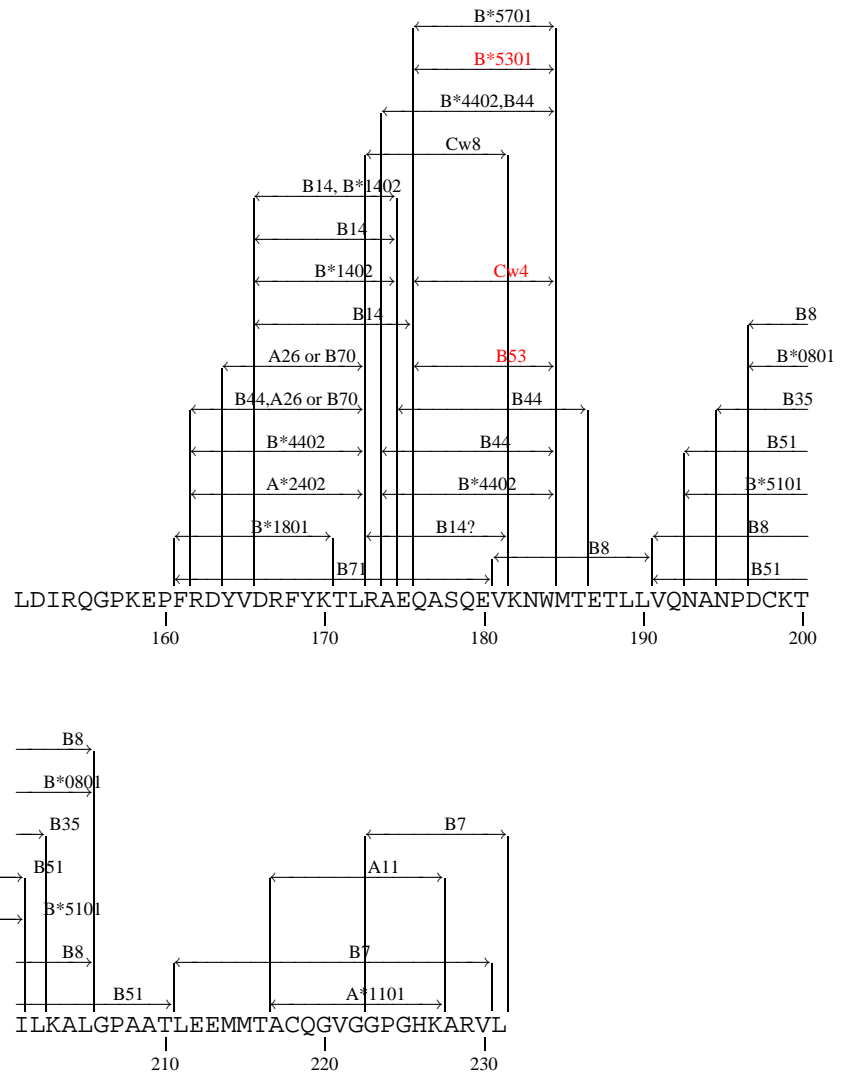 B*5701
B*5301
B*4402,B44
Cw8
B14, B*1402
B14
B*1402 Cw4
B14 B8
A26 or B70 B53 B*0801
B44,A26 or B70 B44 B35
B*4402 B44 B51
A*2402 B*4402 B*5101
B*1801 B14? B8
B8
B71 B51
LDIRQGPKEPFRDYVDRFYKTLRAEQASQEVKNWMTETLLVQNANPDCKT
160 170 180 190 200
B8
B*0801
B35 B7
B51 A11
B*5101
B8 B7
B51 A*1101
ILKALGPAATLEEMMTACQGVGGPGHKARVL
210 220 230